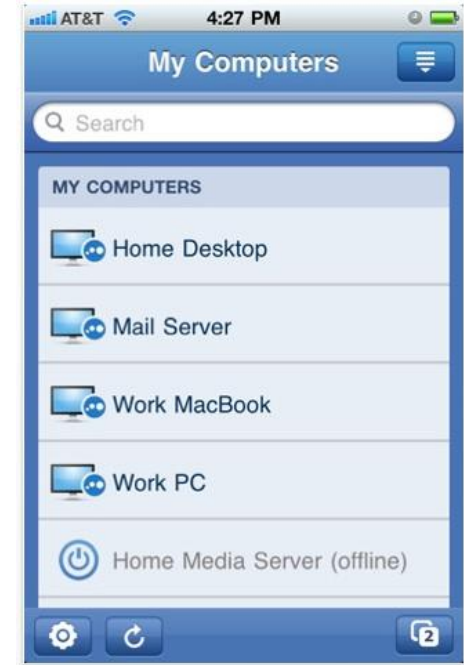 AT&T 4:27 PM
My Computers
Search
MY COMPUTERS
Home Desktop
Mail Server
Work MacBook
Work PC
Home Media Server (offline)
2